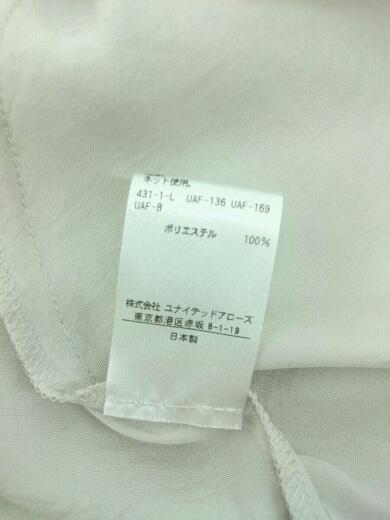 ネット使用。
431-1-L UAF-136 UAF-169
UAF-8
ポリエステル 100%
株式会社 ユナイテッドアローズ
東京都港区赤坂 8-1-19
日本製